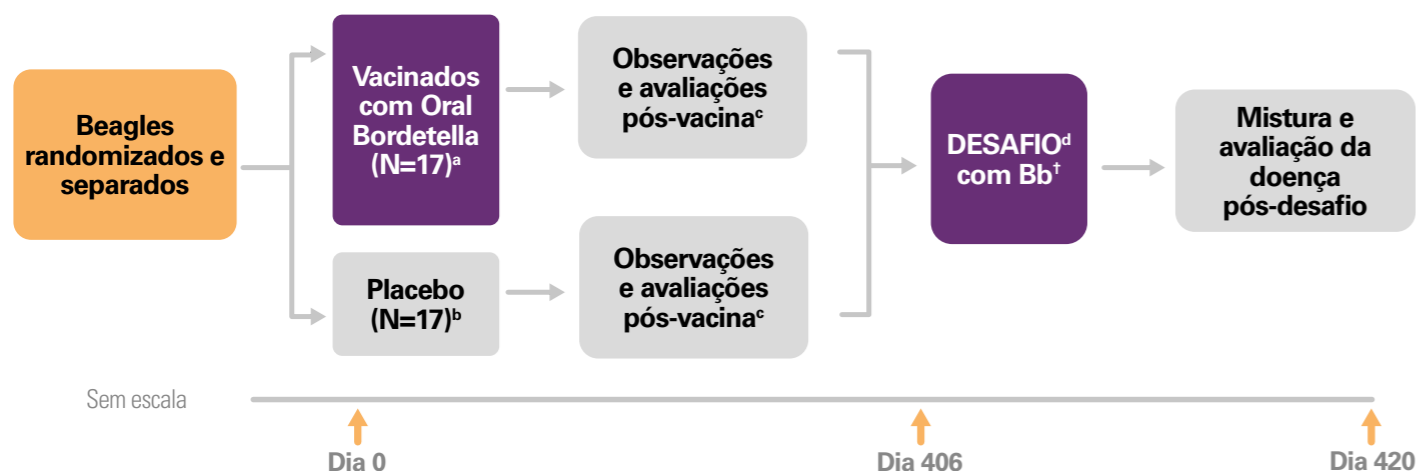 Beagles
randomizados e
separados
Vacinados
com Oral
Bordetella
(N=17)ᵃ
Observações
e avaliações
pós-vacinaᶜ
Placebo
(N=17)ᵇ
Observações
e avaliações
pós-vacinaᶜ
DESAFIOᵈ
com Bb†
Mistura e
avaliação da
doença
pós-desafio
Sem escala
Dia 0
Dia 406
Dia 420